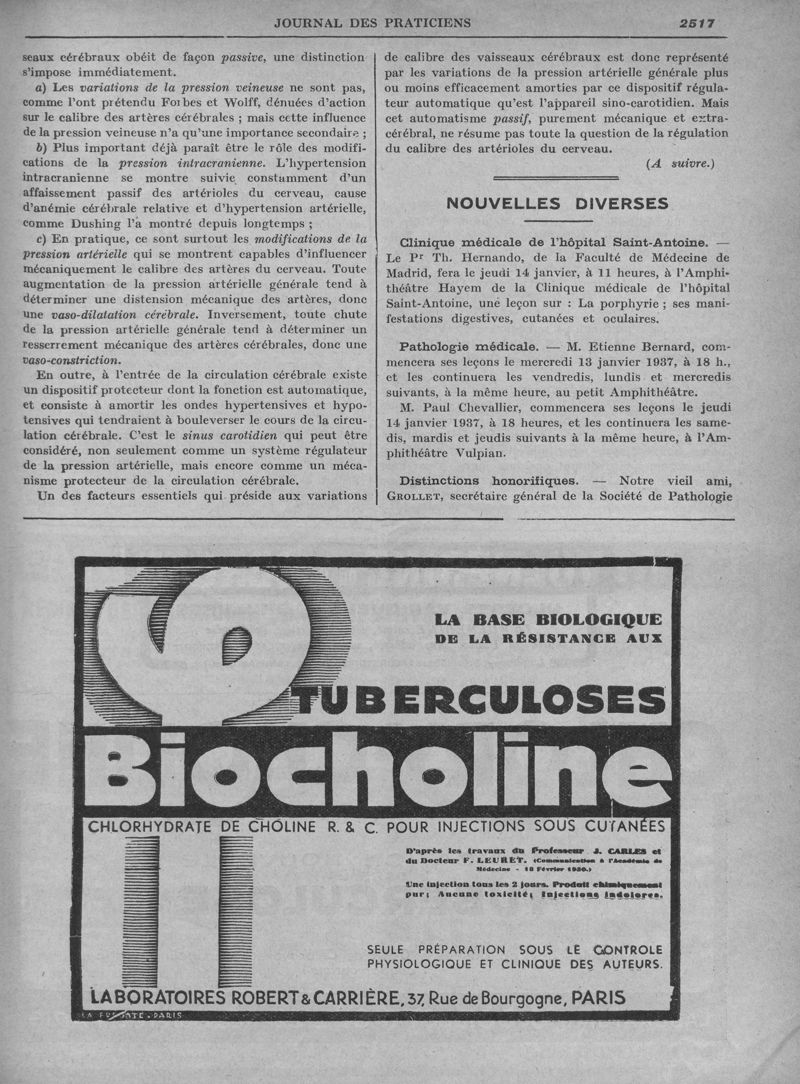 JOURNAL DES PRATICIENS 2517
seaux cérébraux obéit de façon passive, une distinction
s'impose immédiatement.
a) Les variations de la pression veineuse ne sont pas,
comme l'ont prétendu Forbes et Wolff, dénuées d'action
sur le calibre des artères cérébrales ; mais cette influence
de la pression veineuse n'a qu'une importance secondaire ;
b) Plus important déjà paraît être le rôle des modifi-
cations de la pression intracranienne. L'hypertension
intracranienne se montre suivie constamment d'un
affaissement passif des artérioles du cerveau, cause
d'anémie cérébrale relative et d'hypertension artérielle,
comme Dushing l'a montré depuis longtemps ;
c) En pratique, ce sont surtout les modifications de la
pression artérielle qui se montrent capables d'influencer
mécaniquement le calibre des artères du cerveau. Toute
augmentation de la pression artérielle générale tend à
déterminer une distension mécanique des artères, donc
une vaso-dilatation cérébrale. Inversement, toute chute
de la pression artérielle générale tend à déterminer un
resserrement mécanique des artères cérébrales, donc une
vaso-constriction.
En outre, à l'entrée de la circulation cérébrale existe
un dispositif protecteur dont la fonction est automatique,
et consiste à amortir les ondes hypertensives et hypo-
tensives qui tendraient à bouleverser le cours de la circu-
lation cérébrale. C'est le sinus carotidien qui peut être
considéré, non seulement comme un système régulateur
de la pression artérielle, mais encore comme un méca-
nisme protecteur de la circulation cérébrale.
Un des facteurs essentiels qui préside aux variations
de calibre des vaisseaux cérébraux est donc représenté
par les variations de la pression artérielle générale plus
ou moins efficacement amorties par ce dispositif régula-
teur automatique qu'est l'appareil sino-carotidien. Mais
cet automatisme passif, purement mécanique et extra-
cérébral, ne résume pas toute la question de la régulation
du calibre des artérioles du cerveau.
(A suivre.)
NOUVELLES DIVERSES
Clinique médicale de l'hôpital Saint-Antoine. —
Le Pr Th. Hernando, de la Faculté de Médecine de
Madrid, fera le jeudi 14 janvier, à 11 heures, à l'Amphi-
théâtre Hayem de la Clinique médicale de l'hôpital
Saint-Antoine, une leçon sur : La porphyrie ; ses mani-
festations digestives, cutanées et oculaires.
Pathologie médicale. — M. Etienne Bernard, com-
mencera ses leçons le mercredi 13 janvier 1937, à 18 h.,
et les continuera les vendredis, lundis et mercredis
suivants, à la même heure, au petit Amphithéâtre.
M. Paul Chevallier, commencera ses leçons le jeudi
14 janvier 1937, à 18 heures, et les continuera les same-
dis, mardis et jeudis suivants à la même heure, à l'Am-
phithéâtre Vulpian.
Distinctions honorifiques. — Notre vieil ami,
GROLLET, secrétaire général de la Société de Pathologie
LA BASE BIOLOGIQUE
DE LA RÉSISTANCE AUX
TUBERCULOSES
Biocholine
CHLORHYDRATE DE CHOLINE R. & C. POUR INJECTIONS SOUS CUTANÉES
D'après les travaux du Professeur J. CARLES et
du Docteur F. LEURET. (Communication à l'Académie de
Médecine - 18 Février 1930.)
Une injection tous les 2 jours. Produit chimiquement
pur; Aucune toxicité; Injections indolores.
SEULE PRÉPARATION SOUS LE CONTROLE
PHYSIOLOGIQUE ET CLINIQUE DES AUTEURS.
LABORATOIRES ROBERT & CARRIÈRE, 37, Rue de Bourgogne, PARIS
PARIS